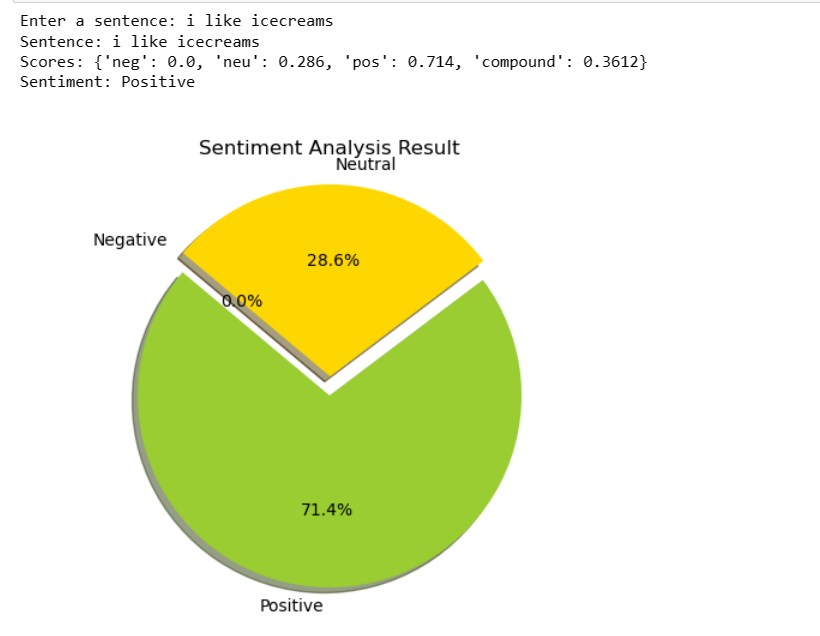 Enter a sentence: i like icecreams
Sentence: i like icecreams
Scores: {'neg': 0.0, 'neu': 0.286, 'pos': 0.714, 'compound': 0.3612}
Sentiment: Positive
Sentiment Analysis Result
Neutral
Negative
28.6%
0.0%
71.4%
Positive